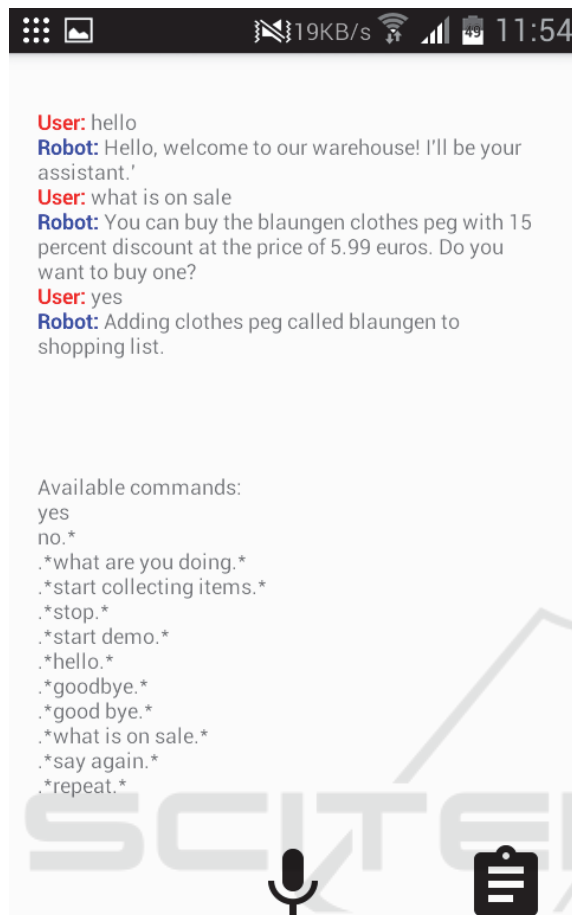 19KB/s 49 11:54
User: hello
Robot: Hello, welcome to our warehouse! I'll be your
assistant.'
User: what is on sale
Robot: You can buy the blaungen clothes peg with 15
percent discount at the price of 5.99 euros. Do you
want to buy one?
User: yes
Robot: Adding clothes peg called blaungen to
shopping list.
Available commands:
yes
no.*
.*what are you doing.*
.*start collecting items.*
.*stop.*
.*start demo.*
.*hello.*
.*goodbye.*
.*good bye.*
.*what is on sale.*
.*say again.*
.*repeat.*
SCITE